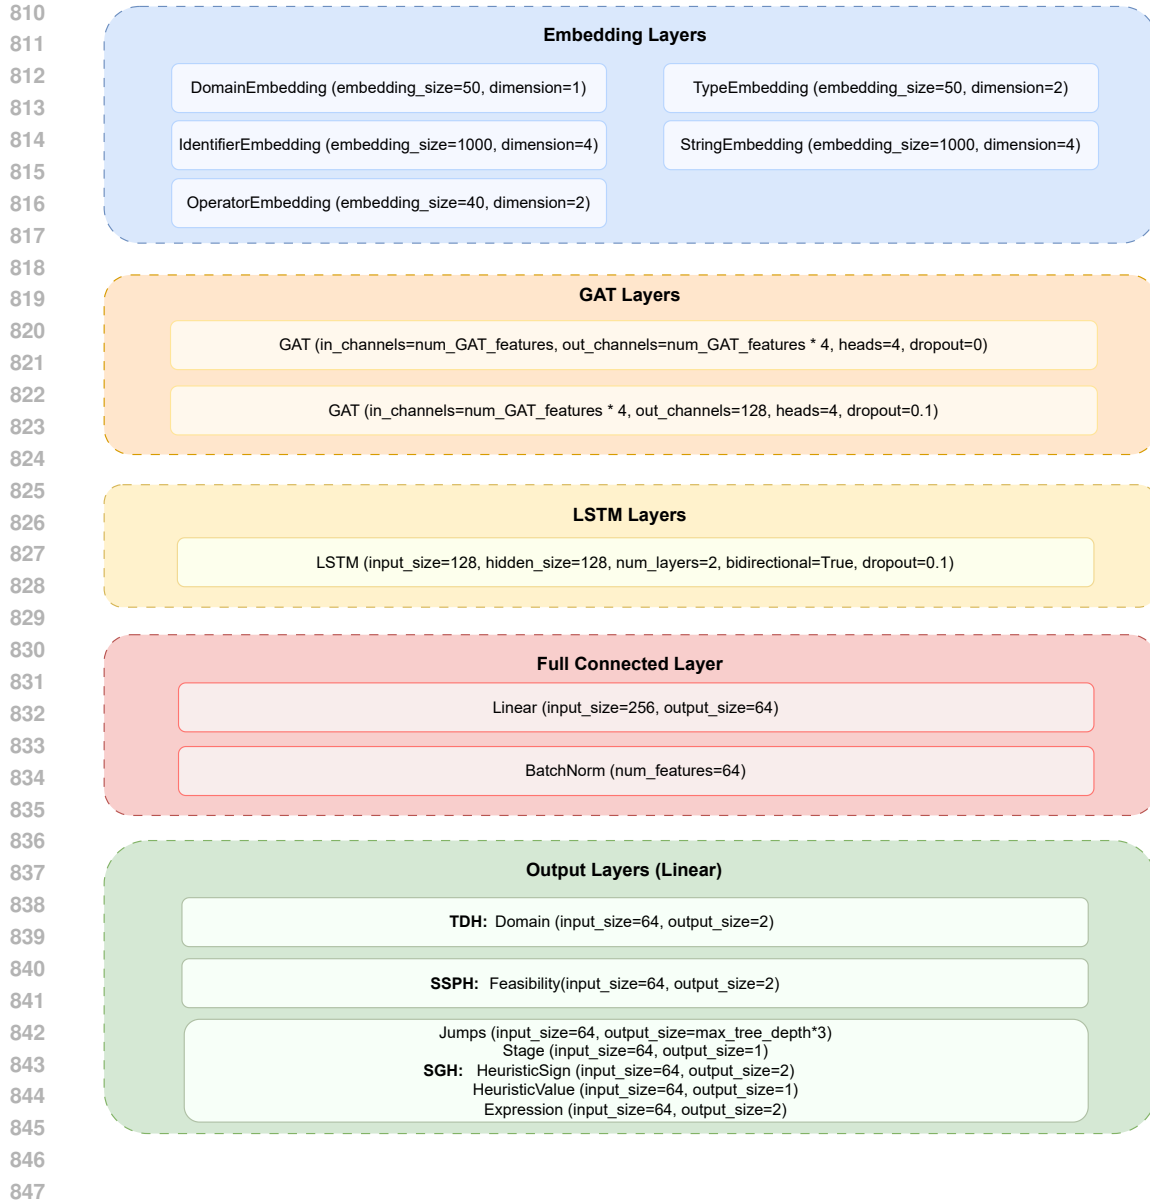 810
811
812
813
814
815
816
817
818
819
820
821
822
823
824
825
826
827
828
829
830
831
832
833
834
835
836
837
838
839
840
841
842
843
844
845
846
847
Embedding Layers
DomainEmbedding (embedding_size=50, dimension=1)
TypeEmbedding (embedding_size=50, dimension=2)
IdentifierEmbedding (embedding_size=1000, dimension=4)
StringEmbedding (embedding_size=1000, dimension=4)
OperatorEmbedding (embedding_size=40, dimension=2)
GAT Layers
GAT (in_channels=num_GAT_features, out_channels=num_GAT_features * 4, heads=4, dropout=0)
GAT (in_channels=num_GAT_features * 4, out_channels=128, heads=4, dropout=0.1)
LSTM Layers
LSTM (input_size=128, hidden_size=128, num_layers=2, bidirectional=True, dropout=0.1)
Full Connected Layer
Linear (input_size=256, output_size=64)
BatchNorm (num_features=64)
Output Layers (Linear)
TDH: Domain (input_size=64, output_size=2)
SSPH: Feasibility(input_size=64, output_size=2)
Jumps (input_size=64, output_size=max_tree_depth*3)
Stage (input_size=64, output_size=1)
SGH: HeuristicSign (input_size=64, output_size=2)
HeuristicValue (input_size=64, output_size=1)
Expression (input_size=64, output_size=2)